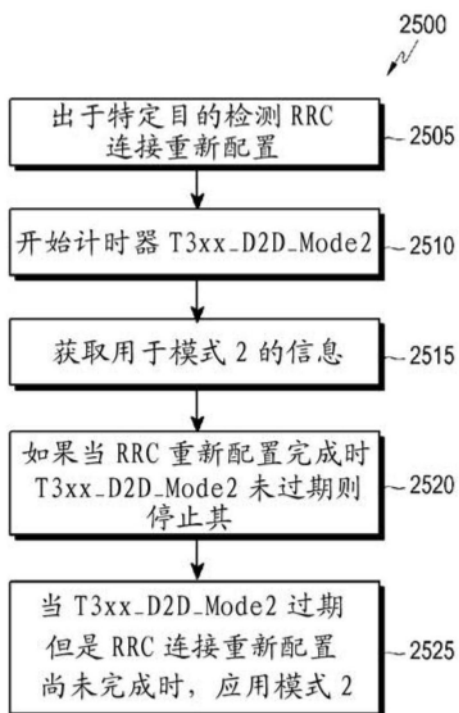 2500
出于特定目的检测 RRC
连接重新配置
2505
开始计时器 T3xx_D2D_Mode2
2510
获取用于模式 2 的信息
2515
如果当 RRC 重新配置完成时
T3xx_D2D_Mode2 未过期则
停止其
2520
当 T3xx_D2D_Mode2 过期
但是 RRC 连接重新配置
尚未完成时，应用模式 2
2525